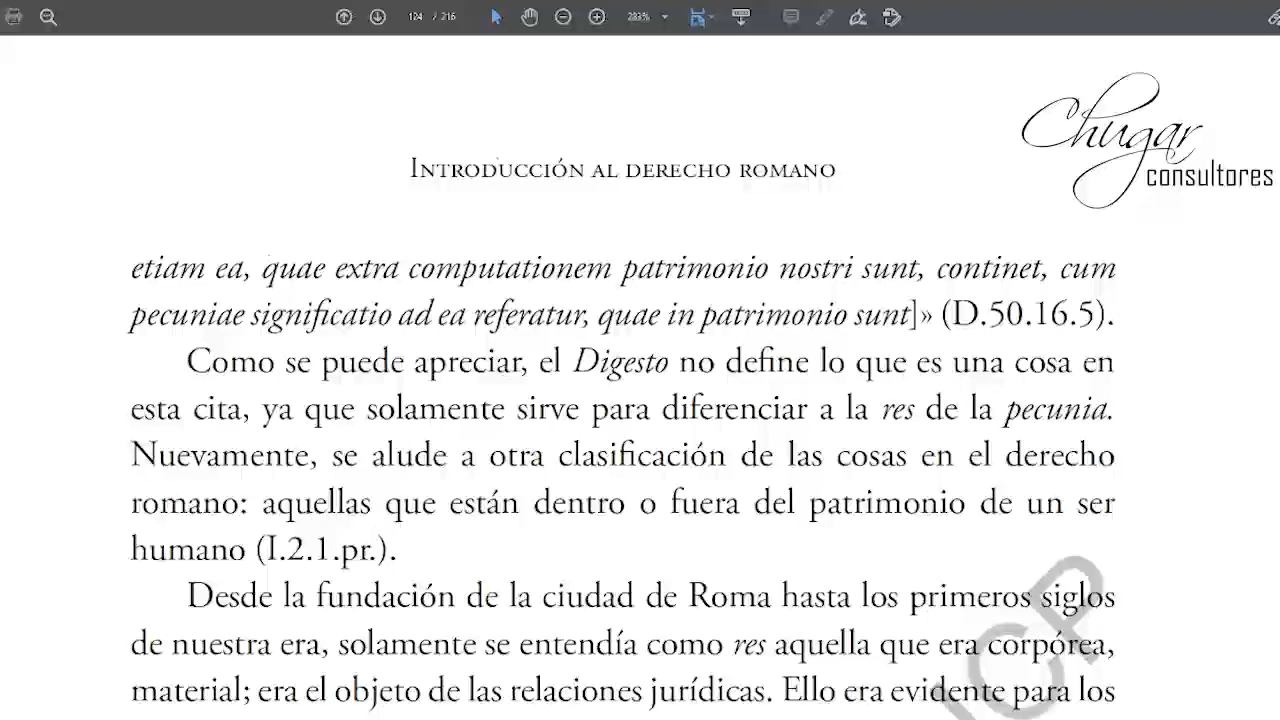 124 / 216
283%
Chugar
consultores
INTRODUCCIÓN AL DERECHO ROMANO
etiam ea, quae extra computationem patrimonio nostri sunt, continet, cum
pecuniae significatio ad ea referatur, quae in patrimonio sunt]» (D.50.16.5).
Como se puede apreciar, el Digesto no define lo que es una cosa en
esta cita, ya que solamente sirve para diferenciar a la res de la pecunia.
Nuevamente, se alude a otra clasificación de las cosas en el derecho
romano: aquellas que están dentro o fuera del patrimonio de un ser
humano (I.2.1.pr.).
Desde la fundación de la ciudad de Roma hasta los primeros siglos
de nuestra era, solamente se entendía como res aquella que era corpórea,
material; era el objeto de las relaciones jurídicas. Ello era evidente para los